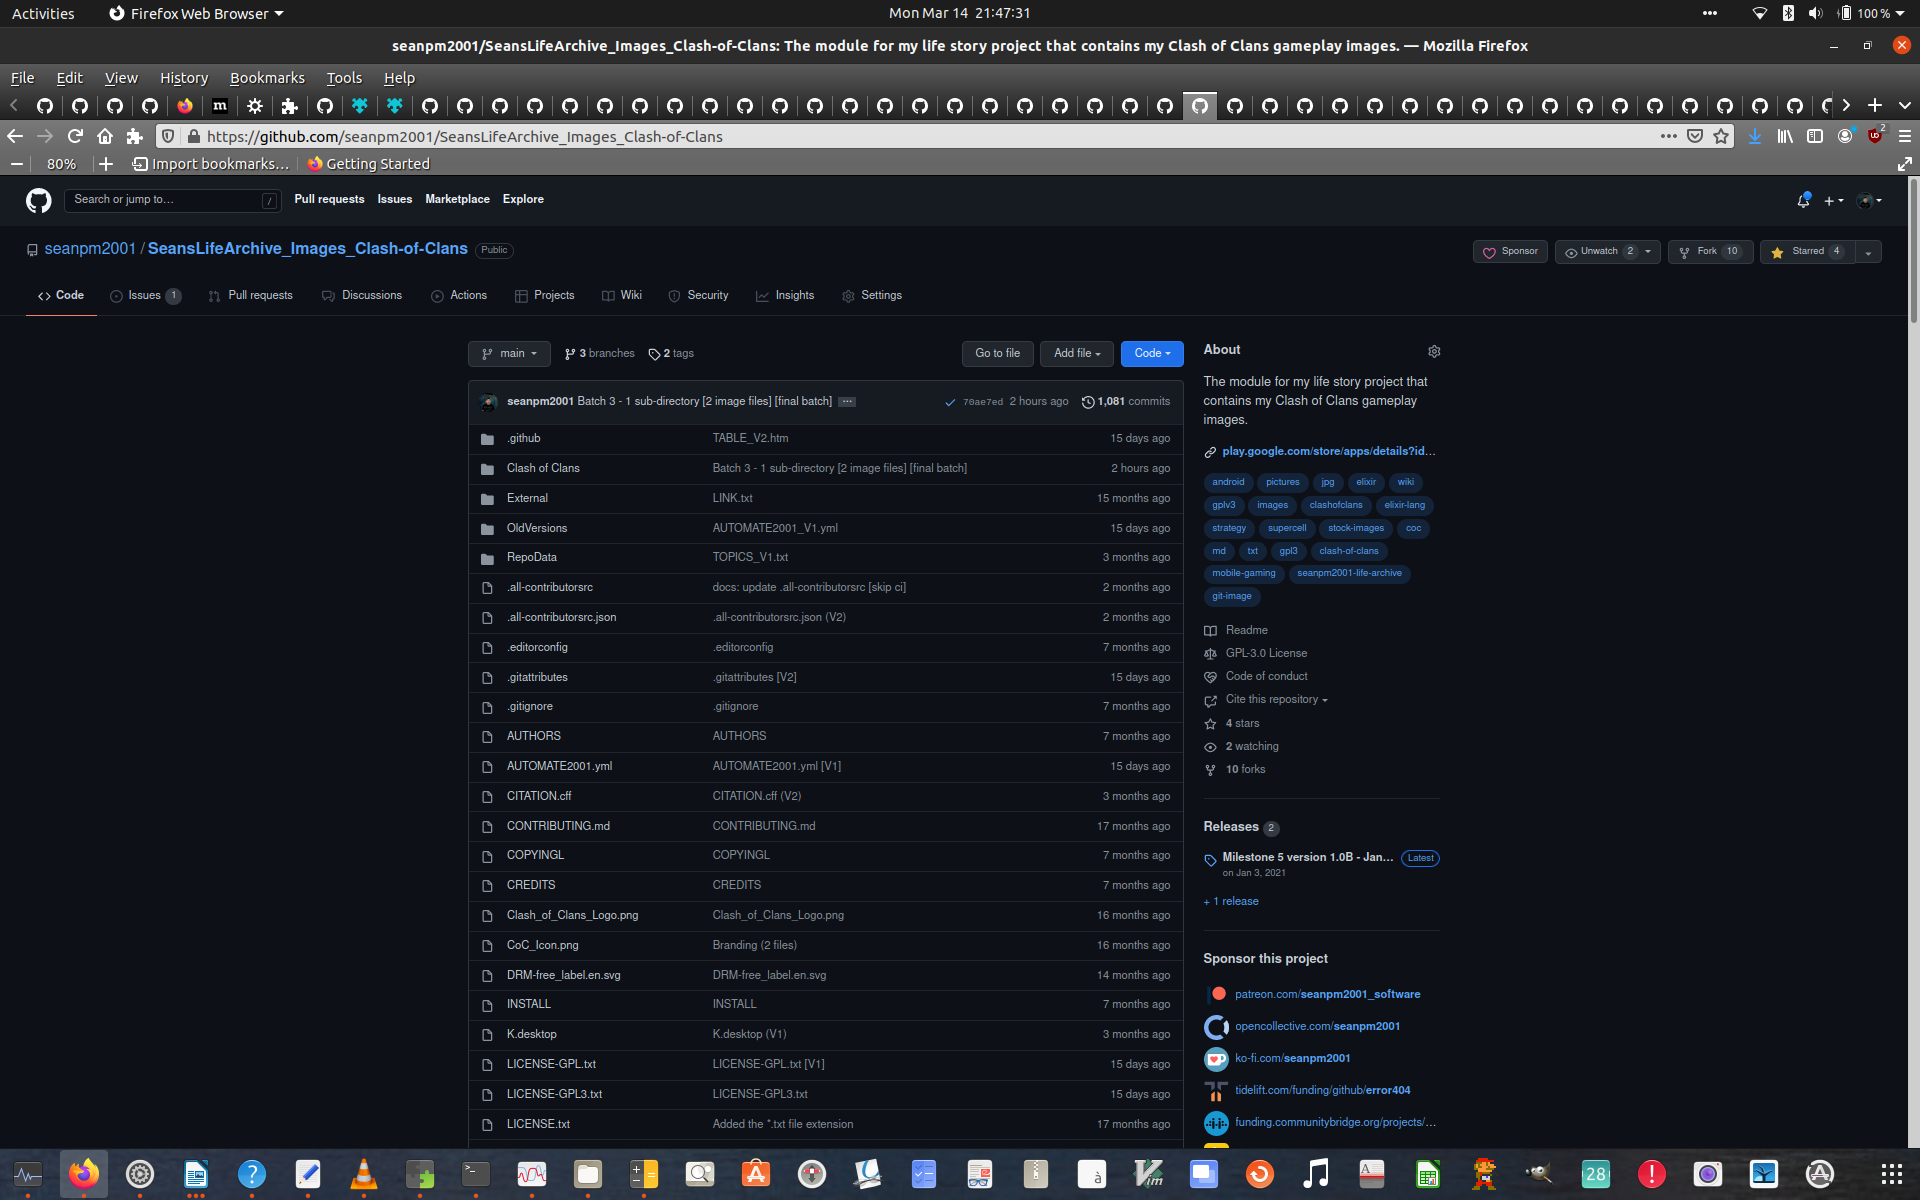 Activities
Firefox Web Browser
Mon Mar 14 21:47:31
100 %
seanpm2001/SeansLifeArchive_Images_Clash-of-Clans: The module for my life story project that contains my Clash of Clans gameplay images. — Mozilla Firefox
File Edit View History Bookmarks Tools Help
https://github.com/seanpm2001/SeansLifeArchive_Images_Clash-of-Clans
2
80%
Import bookmarks...
Getting Started
Search or jump to...
/
Pull requests Issues Marketplace Explore
seanpm2001 / SeansLifeArchive_Images_Clash-of-Clans Public
Sponsor Unwatch 2 Fork 10 Starred 4
Code Issues 1 Pull requests Discussions Actions Projects Wiki Security Insights Settings
main 3 branches 2 tags Go to file Add file Code
seanpm2001 Batch 3 - 1 sub-directory [2 image files] [final batch] ... 70ae7ed 2 hours ago 1,081 commits
.github TABLE_V2.htm 15 days ago
Clash of Clans Batch 3 - 1 sub-directory [2 image files] [final batch] 2 hours ago
External LINK.txt 15 months ago
OldVersions AUTOMATE2001_V1.yml 15 days ago
RepoData TOPICS_V1.txt 3 months ago
.all-contributorsrc docs: update .all-contributorsrc [skip ci] 2 months ago
.all-contributorsrc.json .all-contributorsrc.json (V2) 2 months ago
.editorconfig .editorconfig 7 months ago
.gitattributes .gitattributes [V2] 15 days ago
.gitignore .gitignore 7 months ago
AUTHORS AUTHORS 7 months ago
AUTOMATE2001.yml AUTOMATE2001.yml [V1] 15 days ago
CITATION.cff CITATION.cff (V2) 3 months ago
CONTRIBUTING.md CONTRIBUTING.md 17 months ago
COPYINGL COPYINGL 7 months ago
CREDITS CREDITS 7 months ago
Clash_of_Clans_Logo.png Clash_of_Clans_Logo.png 16 months ago
CoC_Icon.png Branding (2 files) 16 months ago
DRM-free_label.en.svg DRM-free_label.en.svg 14 months ago
INSTALL INSTALL 7 months ago
K.desktop K.desktop (V1) 3 months ago
LICENSE-GPL.txt LICENSE-GPL.txt [V1] 15 days ago
LICENSE-GPL3.txt LICENSE-GPL3.txt 15 days ago
LICENSE.txt Added the *.txt file extension 17 months ago
About
The module for my life story project that
contains my Clash of Clans gameplay
images.
play.google.com/store/apps/details?id...
android pictures jpg elixir wiki
gplv3 images clashofclans elixir-lang
strategy supercell stock-images coc
md txt gpl3 clash-of-clans
mobile-gaming seanpm2001-life-archive
git-image
Readme
GPL-3.0 License
Code of conduct
Cite this repository
4 stars
2 watching
10 forks
Releases 2
Milestone 5 version 1.0B - Jan... Latest
on Jan 3, 2021
+ 1 release
Sponsor this project
patreon.com/seanpm2001_software
opencollective.com/seanpm2001
ko-fi.com/seanpm2001
tidelift.com/funding/github/error404
funding.communitybridge.org/projects/...
28